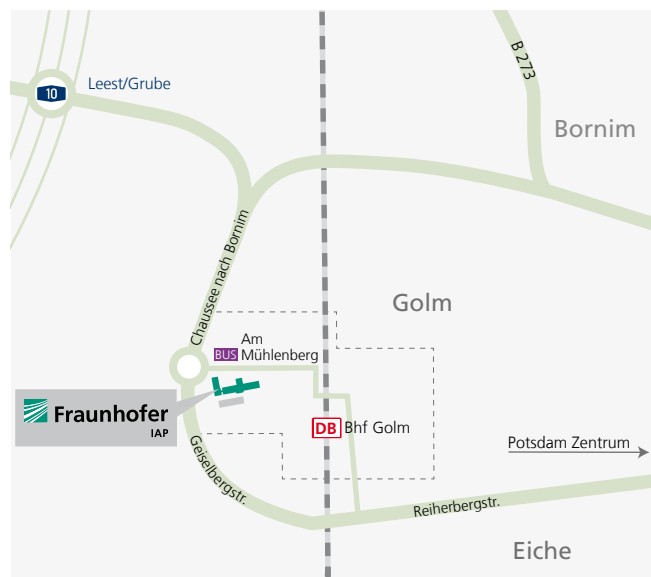 B 273
10
Leest/Grube
Bornim
Chaussee nach Bornim
Golm
BUS
Am
Mühlenberg
Fraunhofer
IAP
DB
Bhf Golm
Potsdam Zentrum
Geiselbergstr.
Reiherbergstr.
Eiche